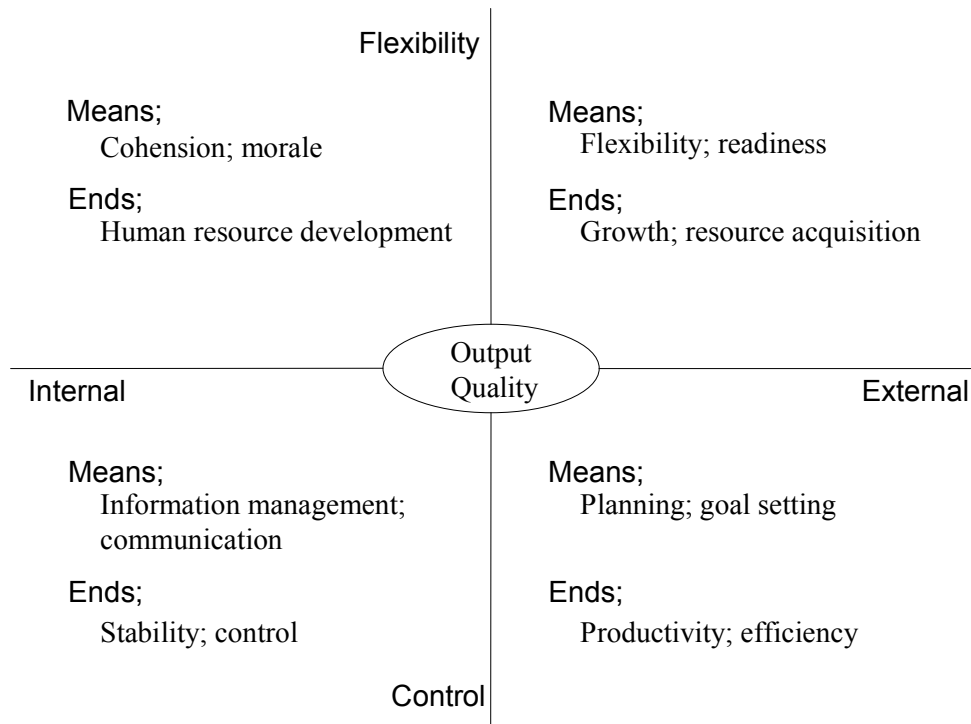 Flexibility
Means;
Cohension; morale
Ends;
Human resource development
Means;
Flexibility; readiness
Ends;
Growth; resource acquisition
Output
Quality
Internal
External
Means;
Information management;
communication
Ends;
Stability; control
Means;
Planning; goal setting
Ends;
Productivity; efficiency
Control